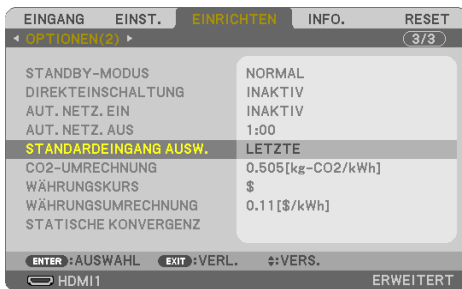 EINGANG EINST. EINRICHTEN INFO. RESET
OPTIONEN(2) 3/3
STANDBY-MODUS NORMAL
DIREKTEINSCHALTUNG INAKTIV
AUT. NETZ. EIN INAKTIV
AUT. NETZ. AUS 1:00
STANDARDEINGANG AUSW. LETZTE
CO2-UMRECHNUNG 0.505[kg-CO2/kWh]
WÄHRUNGSKURS $
WÄHRUNGSUMRECHNUNG 0.11[$/kWh]
STATISCHE KONVERGENZ
ENTER :AUSWAHL EXIT :VERL. :VERS.
HDMI1 ERWEITERT